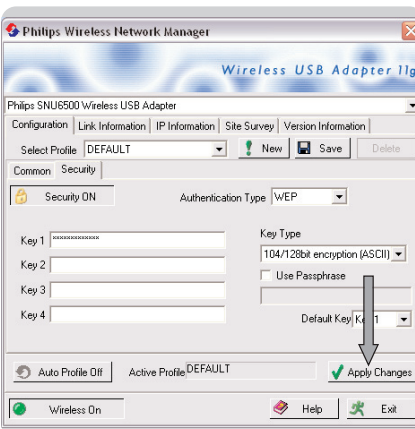 Philips Wireless Network Manager
Wireless USB Adapter 11g
Philips SNU6500 Wireless USB Adapter
Configuration Link Information IP Information Site Survey Version Information
Select Profile DEFAULT New Save Delete
Common Security
Security ON Authentication Type WEP
Key 1 xxxxxxxxxxxxx
Key Type
104/128bit encryption (ASCII)
Key 2
Use Passphrase
Key 3
Key 4
Default Key 1
Auto Profile Off Active Profile DEFAULT Apply Changes
Wireless On Help Exit